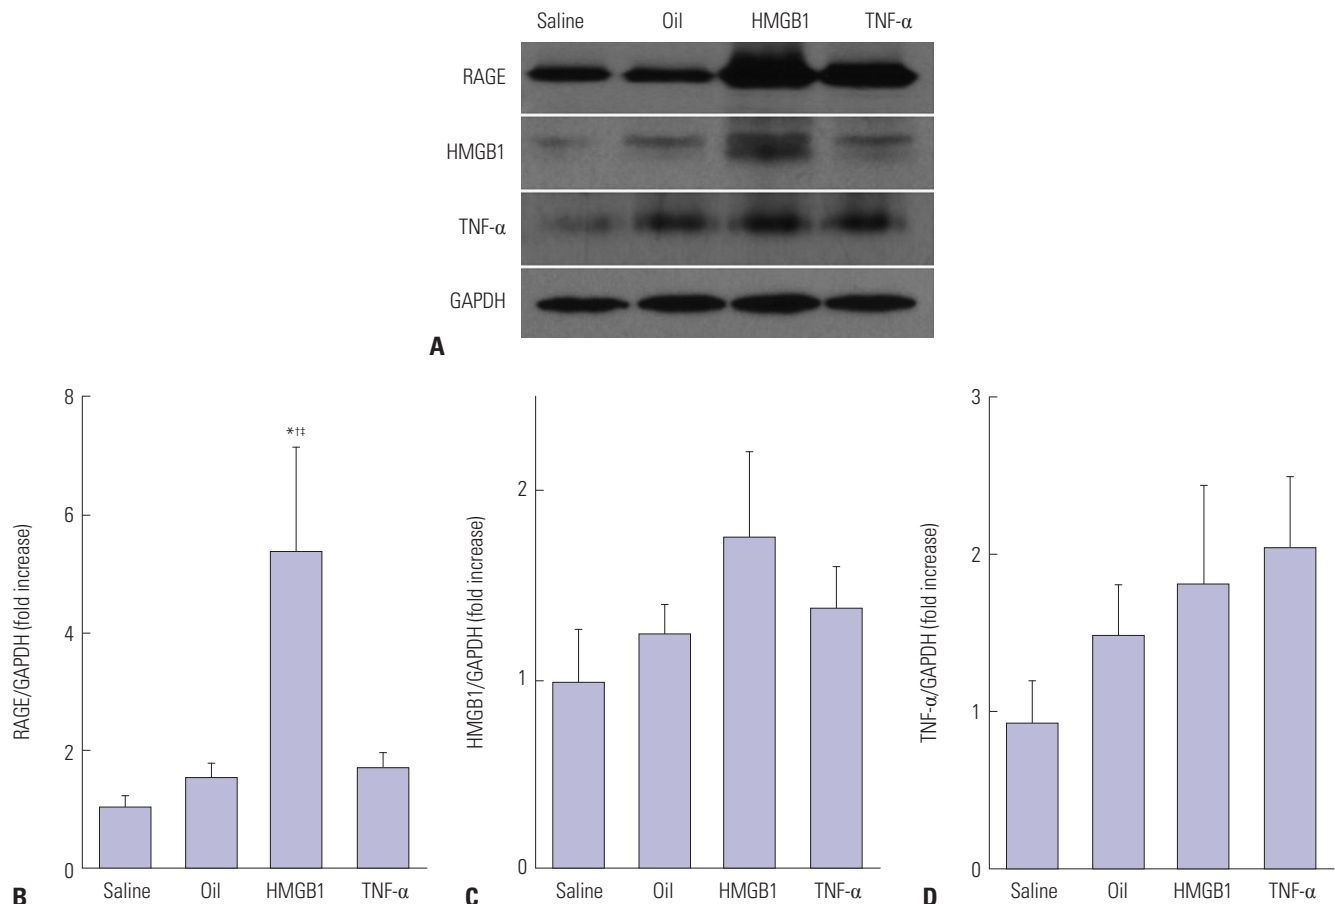 Saline Oil HMGB1 TNF-α
RAGE
HMGB1
TNF-α
GAPDH
A
RAGE/GAPDH (fold increase)
8
6
4
2
0
*†‡
Saline Oil HMGB1 TNF-α
B
HMGB1/GAPDH (fold increase)
2
1
0
Saline Oil HMGB1 TNF-α
C
TNF-α/GAPDH (fold increase)
3
2
1
0
Saline Oil HMGB1 TNF-α
D